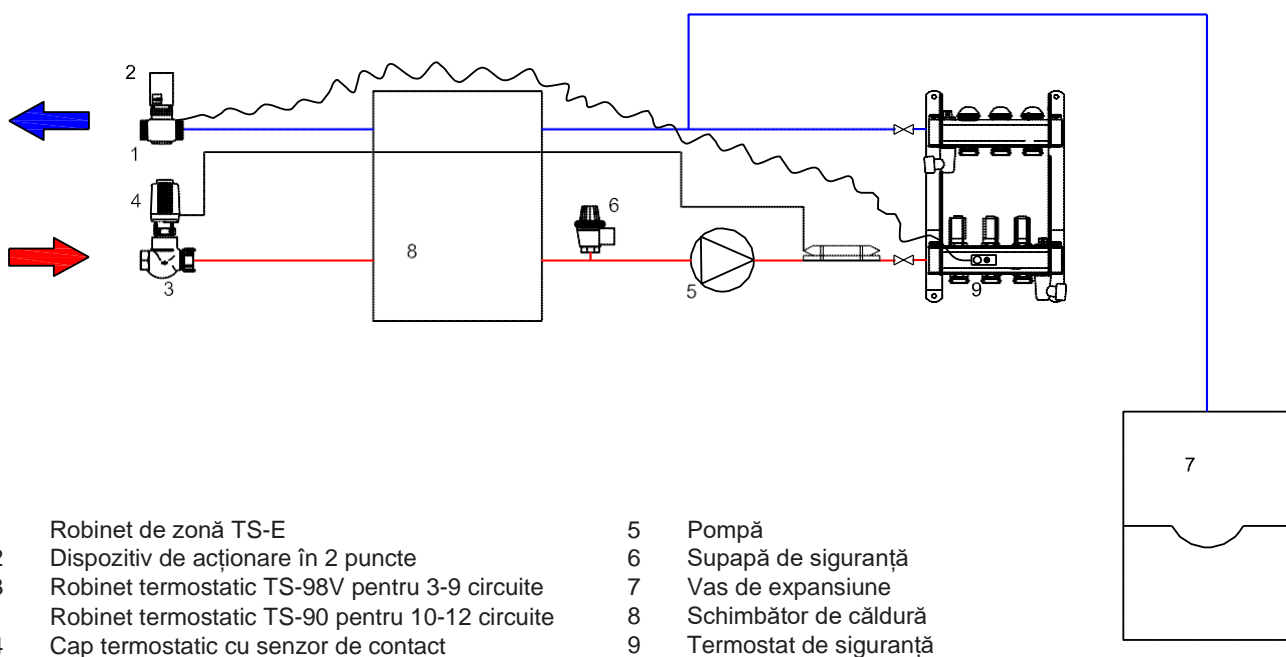 2
1
4
3
8
6
5
9
7
Robinet de zonă TS-E
2 Dispozitiv de acționare în 2 puncte
3 Robinet termostatic TS-98V pentru 3-9 circuite
Robinet termostatic TS-90 pentru 10-12 circuite
4 Cap termostatic cu senzor de contact
5 Pompă
6 Supapă de siguranță
7 Vas de expansiune
8 Schimbător de căldură
9 Termostat de siguranță